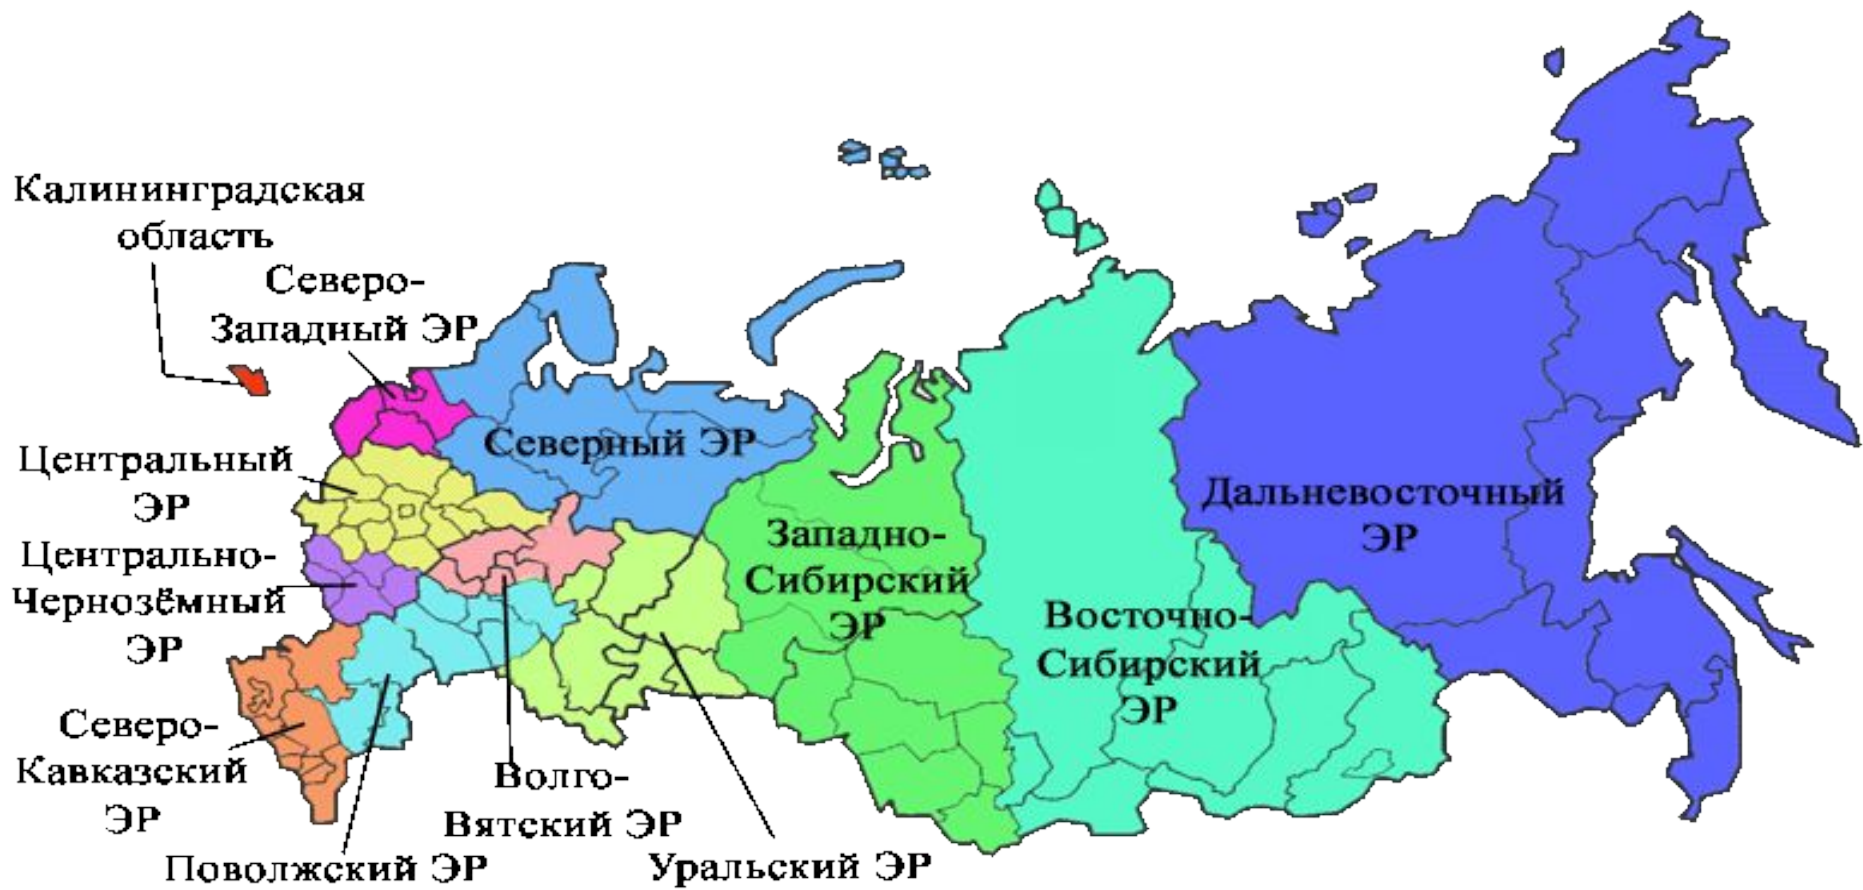 Калининградская
область
Северо-
Западный ЭР
Северный ЭР
Центральный
ЭР
Центрально-
Чернозёмный
ЭР
Северо-
Кавказский
ЭР
Поволжский ЭР
Волго-
Вятский ЭР
Уральский ЭР
Западно-
Сибирский
ЭР
Восточно-
Сибирский
ЭР
Дальневосточный
ЭР